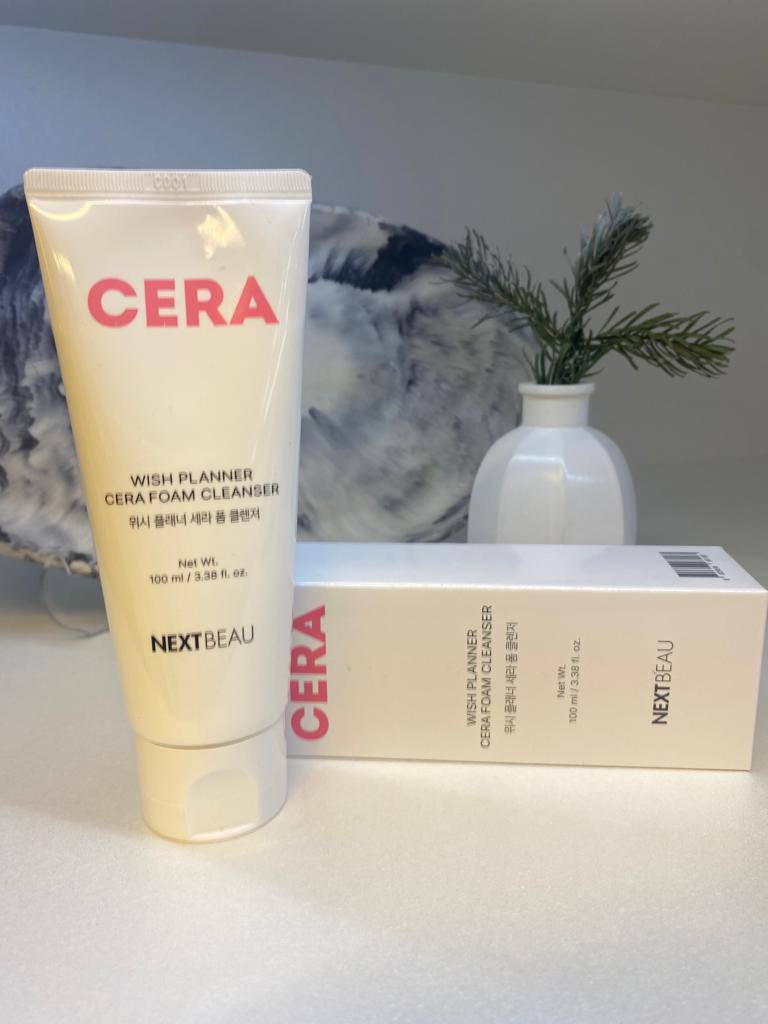 CERA
WISH PLANNER
CERA FOAM CLEANSER
위시 플래너 세라 폼 클렌저
Net Wt.
100 ml / 3.38 fl. oz.
NEXTBEAU
CERA
WISH PLANNER
CERA FOAM CLEANSER
위시 플래너 세라 폼 클렌저
Net Wt.
100 ml / 3.38 fl. oz.
NEXTBEAU